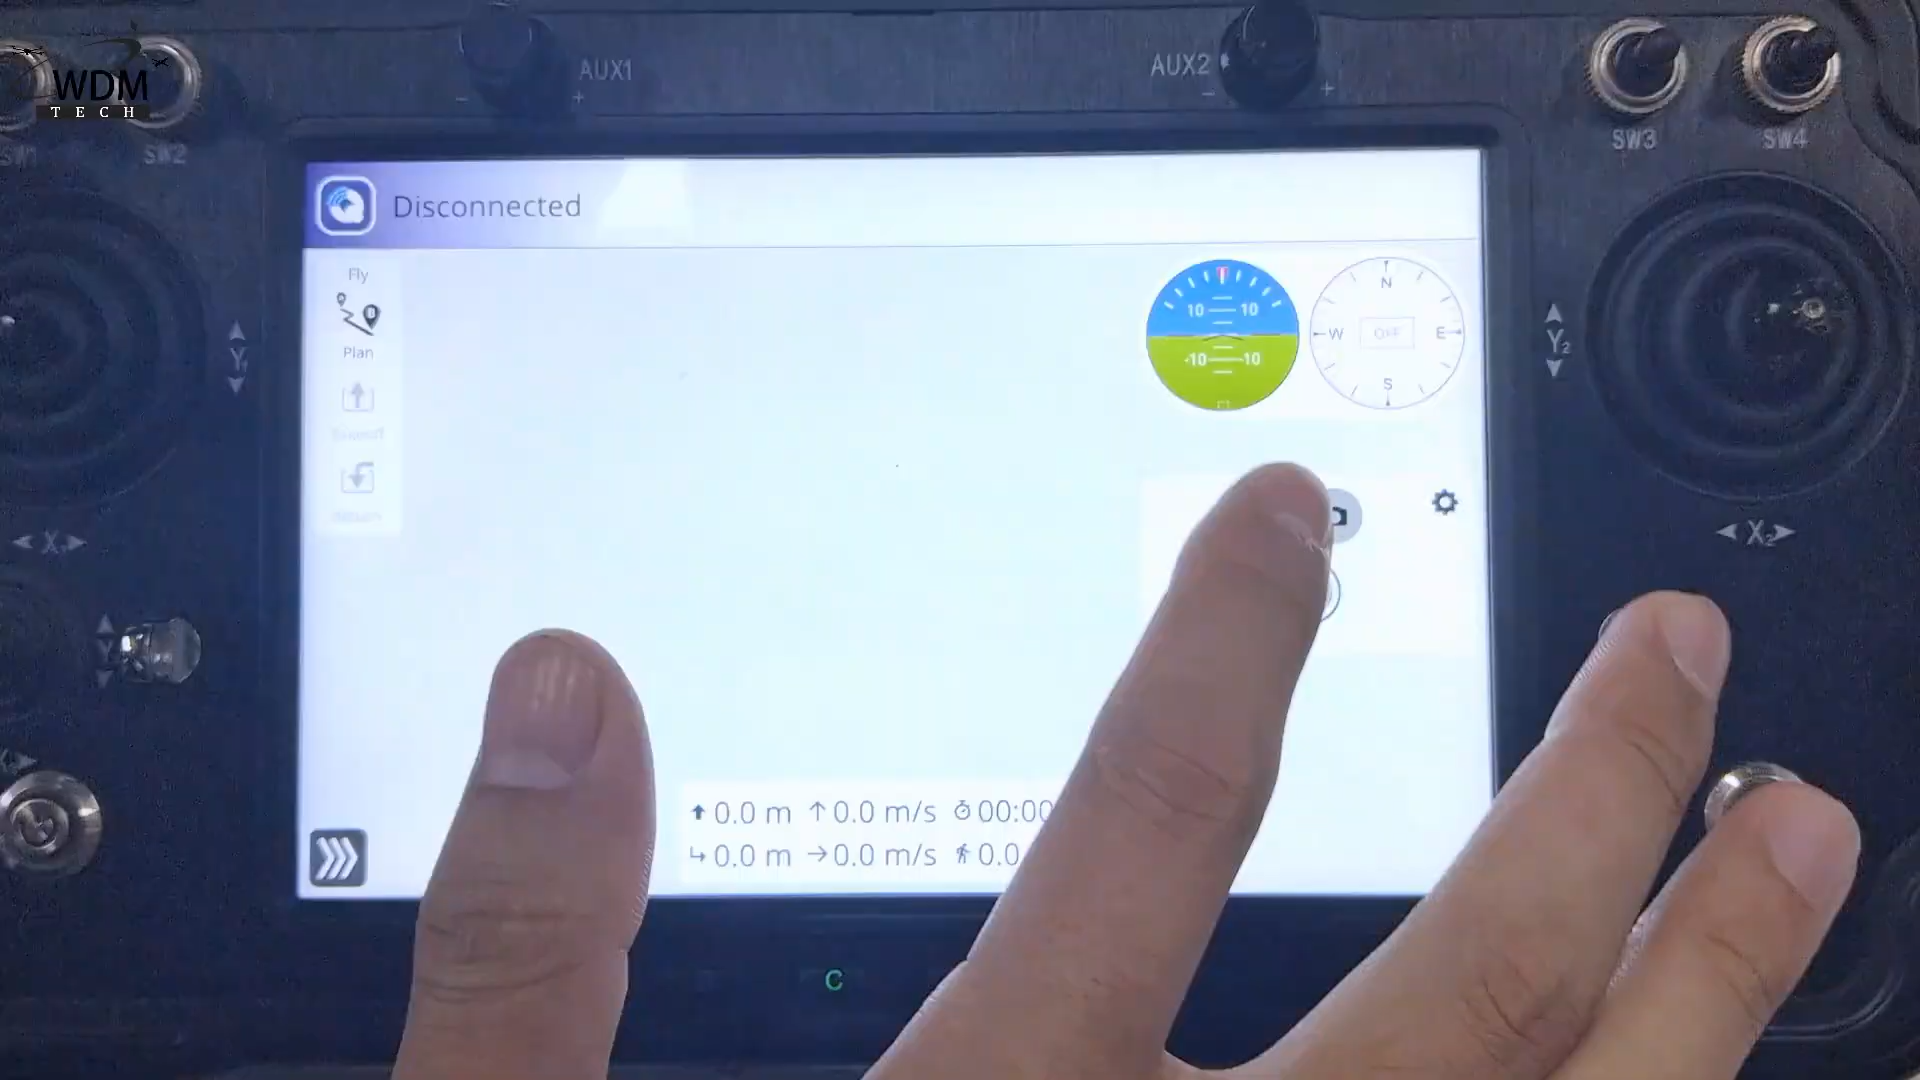 WDM
TECH
AUX1
- +
AUX2
- +
SW1
SW2
SW3
SW4
Disconnected
Fly
Plan
10 10
-10 10
N
W OFF E
S
Y1
Y2
X2
0.0 m 0.0 m/s 00:00
0.0 m 0.0 m/s 0.0
C